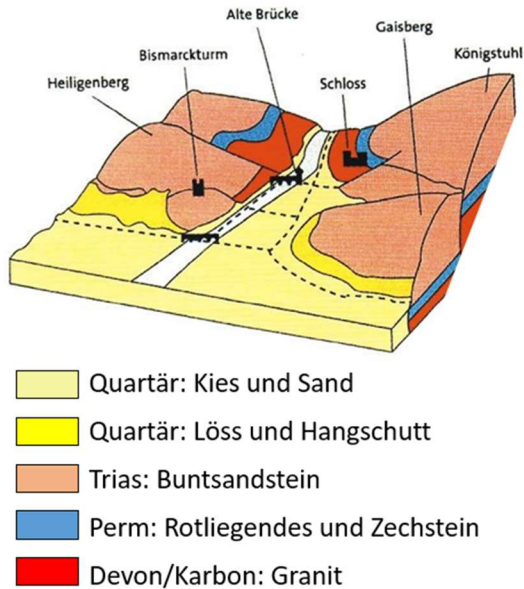 Alte Brücke
Gaisberg
Bismarckturm
Königstuhl
Heiligenberg
Schloss
Quartär: Kies und Sand
Quartär: Löss und Hangschutt
Trias: Buntsandstein
Perm: Rotliegendes und Zechstein
Devon/Karbon: Granit